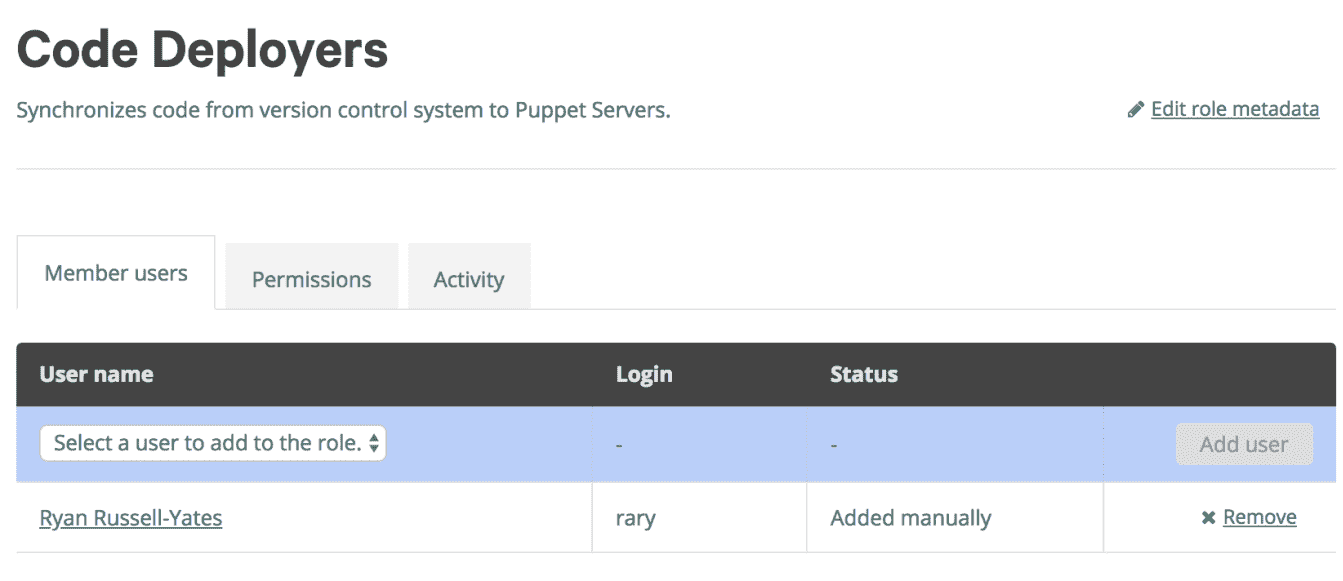 Code Deployers
Synchronizes code from version control system to Puppet Servers.
Edit role metadata
Member users
Permissions
Activity
User name Login Status
Select a user to add to the role. - - Add user
Ryan Russell-Yates rary Added manually Remove